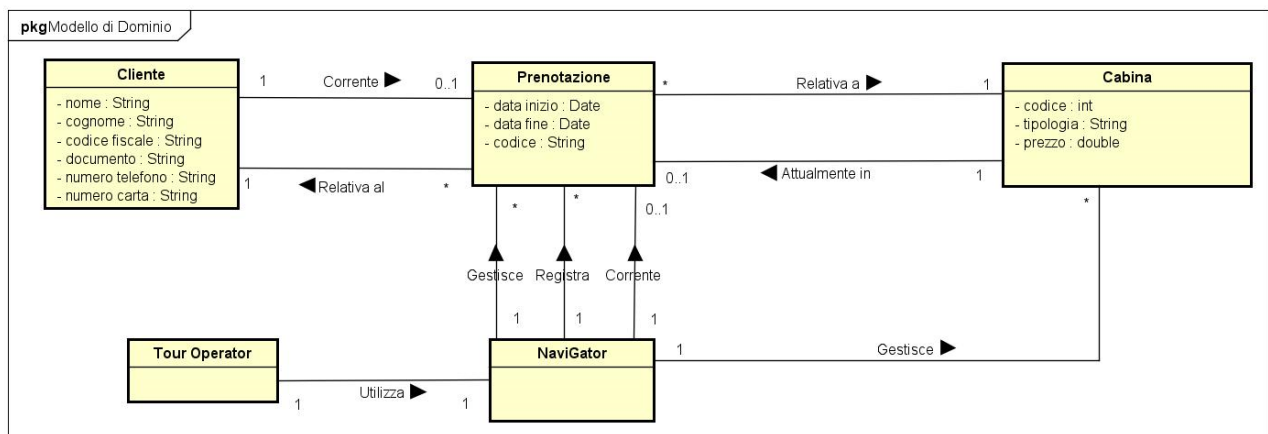 pkg Modello di Dominio
Cliente
- nome : String
- cognome : String
- codice fiscale : String
- documento : String
- numero telefono : String
- numero carta : String
1
Corrente
0..1
Prenotazione
- data inizio : Date
- data fine : Date
- codice : String
*
Relativa a
1
Cabina
- codice : int
- tipologia : String
- prezzo : double
1
Relativa al
*
0..1
Attualmente in
1
*
*
0..1
*
Gestisce
Registra
Corrente
1
1
1
Tour Operator
NaviGator
1
Gestisce
1
Utilizza
1